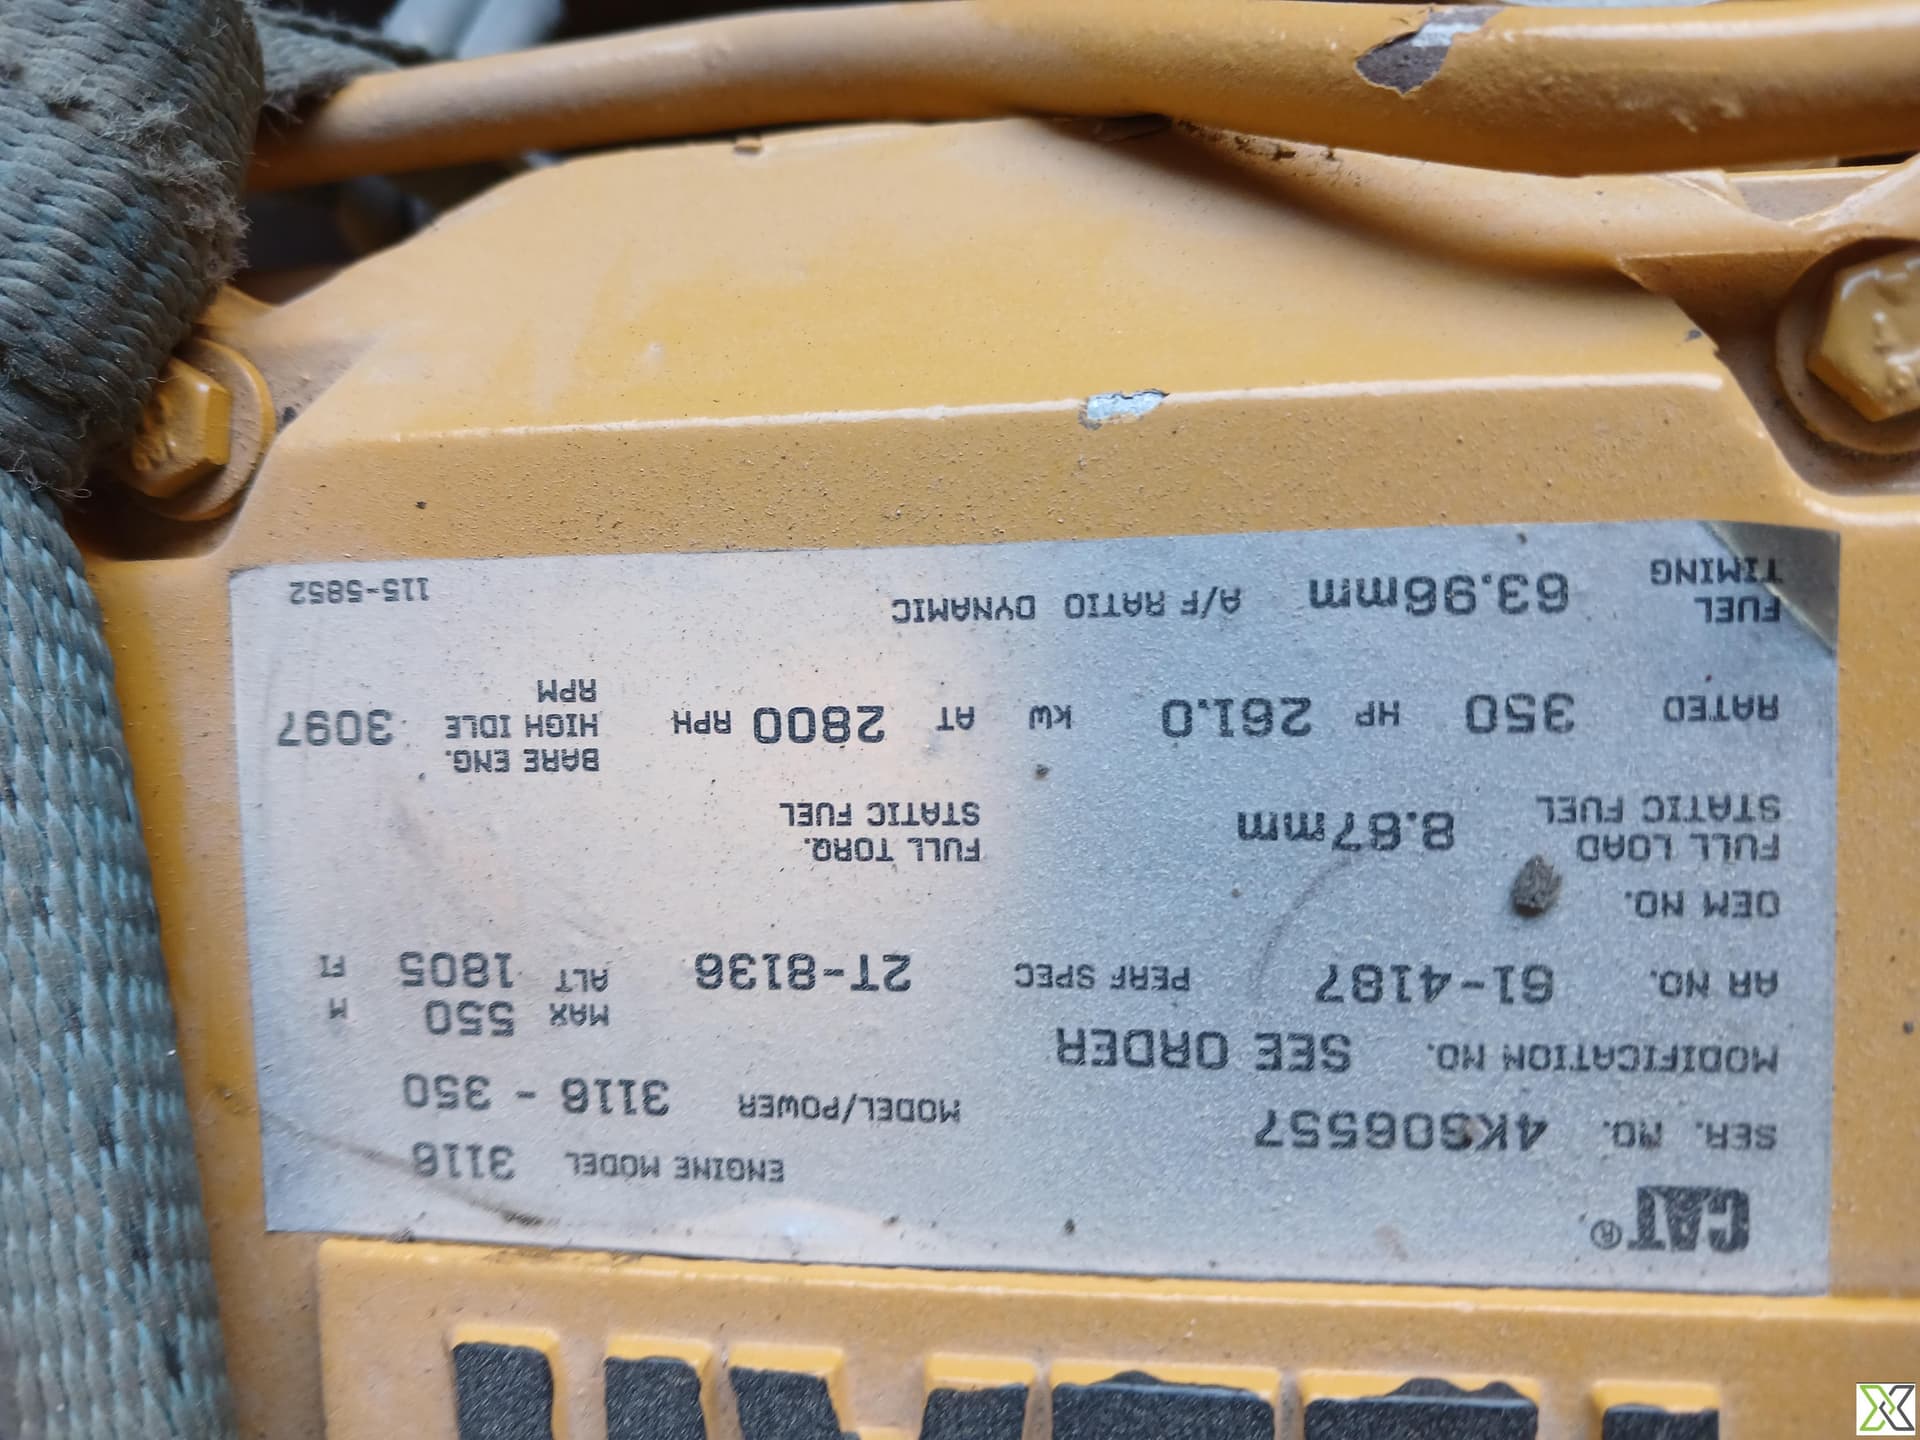 CAT®
ENGINE MODEL 3116
SER. NO. 4KS06557 MODEL/POWER 3116 - 350
MODIFICATION NO. SEE ORDER MAX 550 M
AR NO. 61-4187 PERF SPEC 2T-8136 ALT 1805 FT
OEM NO.
FULL LOAD FULL TORQ.
STATIC FUEL 8.67mm STATIC FUEL
BARE ENG.
RATED 350 HP 261.0 KW AT 2800 RPM HIGH IDLE 3097
RPM
FUEL
TIMING 63.96mm A/F RATIO DYNAMIC 115-5852